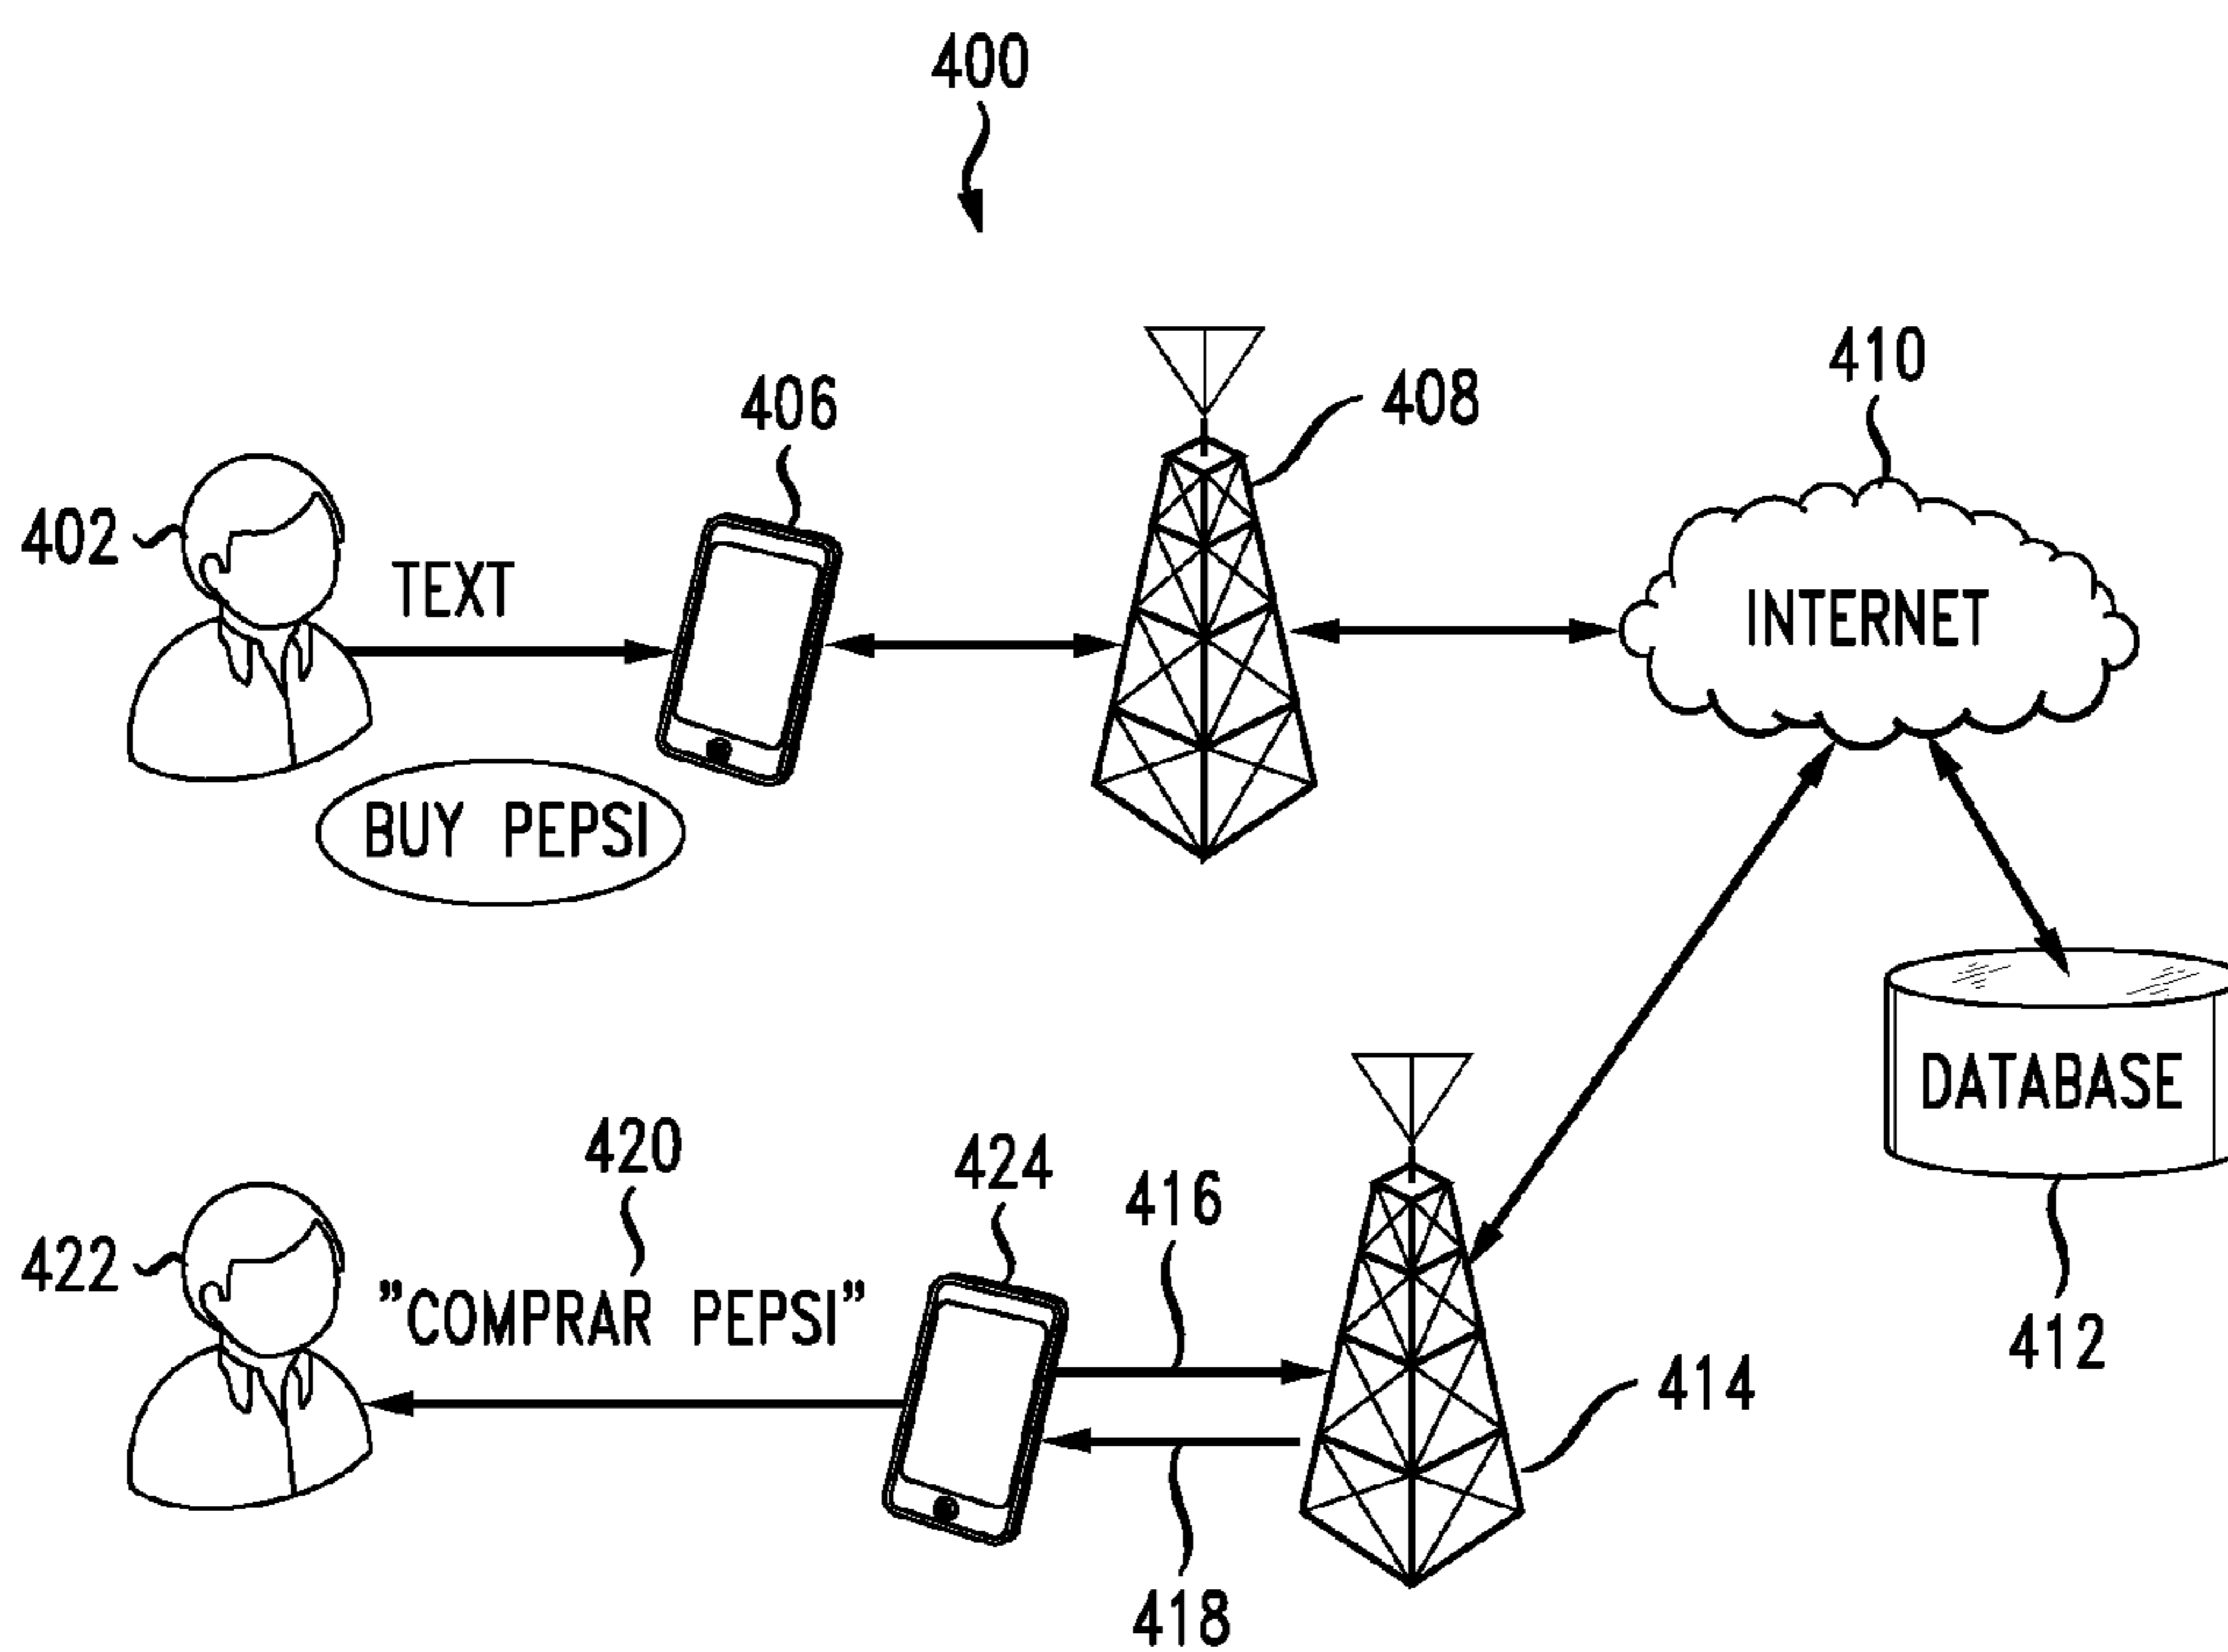 400
410
408
406
402
TEXT
INTERNET
BUY PEPSI
DATABASE
420
424
416
422
”COMPRAR PEPSI”
412
414
418